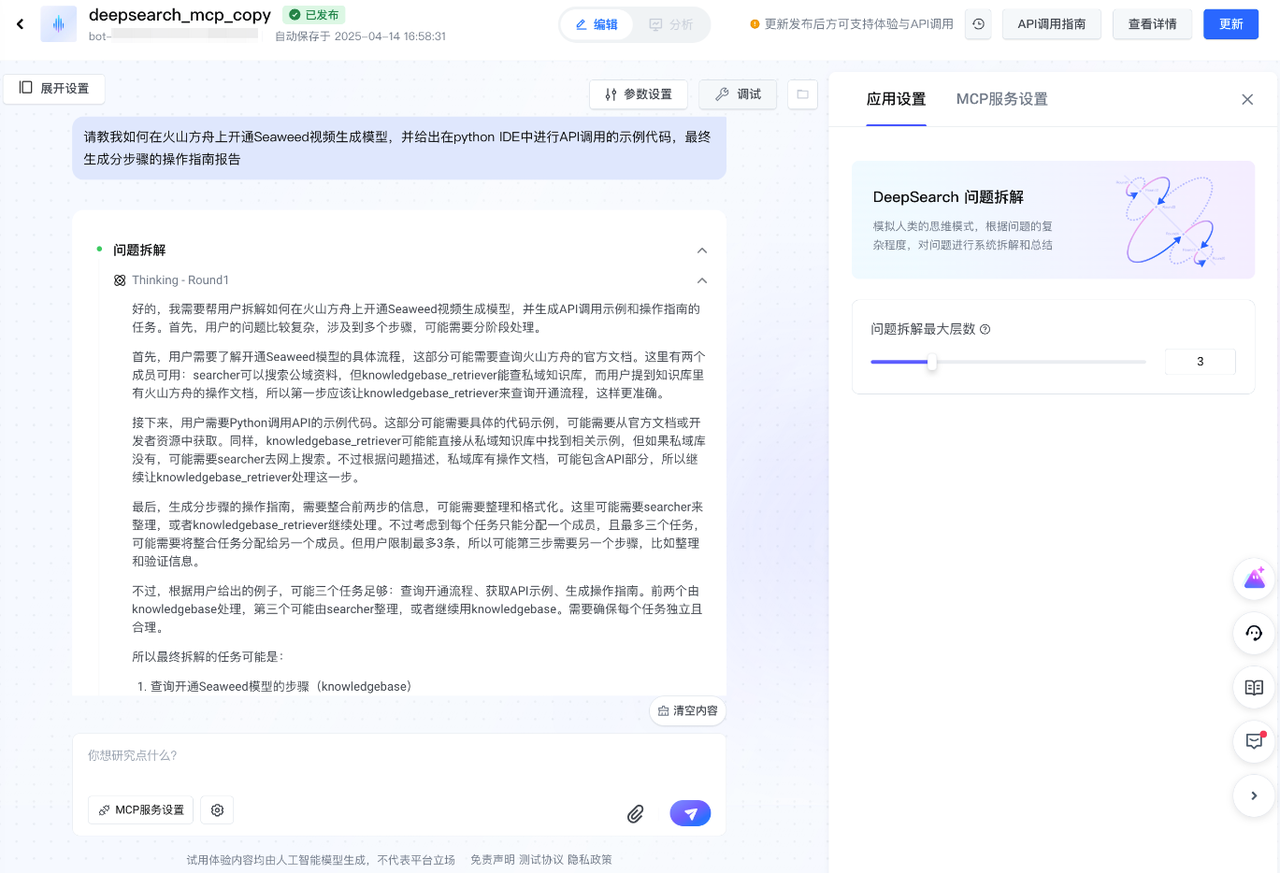 deepsearch_mcp_copy 已发布
bot-
自动保存于 2025-04-14 16:58:31
编辑 分析
更新发布后方可支持体验与API调用
API调用指南
查看详情
更新
展开设置
参数设置
调试
请教我如何在火山方舟上开通Seaweed视频生成模型，并给出在python IDE中进行API调用的示例代码，最终
生成分步骤的操作指南报告
问题拆解
Thinking - Round1
好的，我需要帮用户拆解如何在火山方舟上开通Seaweed视频生成模型，并生成API调用示例和操作指南的
任务。首先，用户的问题比较复杂，涉及到多个步骤，可能需要分阶段处理。
首先，用户需要了解开通Seaweed模型的具体流程，这部分可能需要查询火山方舟的官方文档。这里有两个
成员可用：searcher可以搜索公域资料，但knowledgebase_retriever能查私域知识库，而用户提到知识库里
有火山方舟的操作文档，所以第一步应该让knowledgebase_retriever来查询开通流程，这样更准确。
接下来，用户需要Python调用API的示例代码。这部分可能需要具体的代码示例，可能需要从官方文档或开
发者资源中获取。同样，knowledgebase_retriever可能能直接从私域知识库中找到相关示例，但如果私域库
没有，可能需要searcher去网上搜索。不过根据问题描述，私域库有操作文档，可能包含API部分，所以继
续让knowledgebase_retriever处理这一步。
最后，生成分步骤的操作指南，需要整合前两步的信息，可能需要整理和格式化。这里可能需要searcher来
整理，或者knowledgebase_retriever继续处理。不过考虑到每个任务只能分配一个成员，且最多三个任务，
可能需要将整合任务分配给另一个成员。但用户限制最多3条，所以可能第三步需要另一个步骤，比如整理
和验证信息。
不过，根据用户给出的例子，可能三个任务足够：查询开通流程、获取API示例、生成操作指南。前两个由
knowledgebase处理，第三个可能由searcher整理，或者继续用knowledgebase。需要确保每个任务独立且
合理。
所以最终拆解的任务可能是：
1. 查询开通Seaweed模型的步骤（knowledgebase）
清空内容
你想研究点什么？
MCP服务设置
试用体验内容均由人工智能模型生成，不代表平台立场 免责声明 测试协议 隐私政策
应用设置
MCP服务设置
DeepSearch 问题拆解
模拟人类的思维模式，根据问题的复
杂程度，对问题进行系统拆解和总结
问题拆解最大层数
3